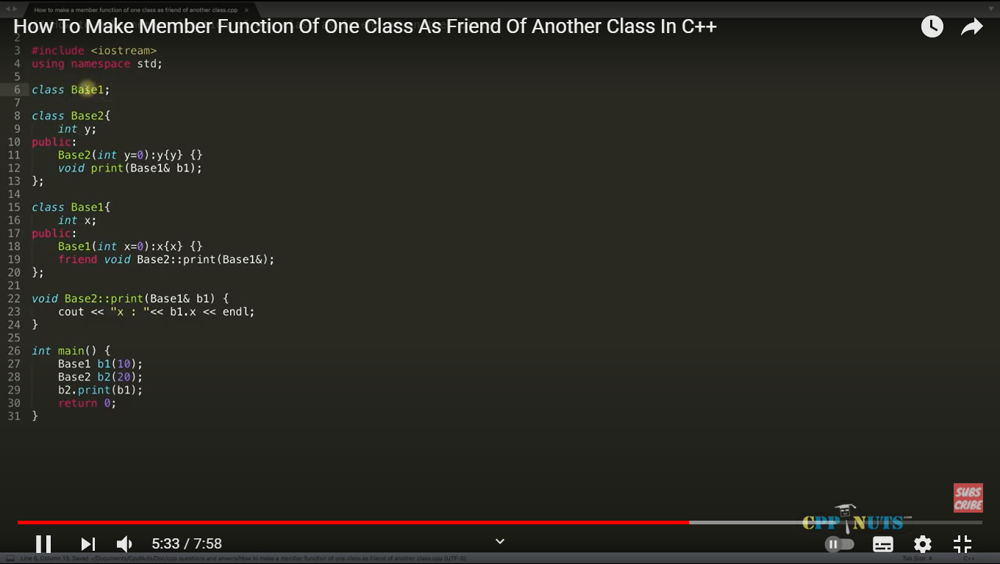 How to make a member function of one class as friend of another class.cpp ×
How To Make Member Function Of One Class As Friend Of Another Class In C++
2
3 #include <iostream>
4 using namespace std;
5
6 class Base1;
7
8 class Base2{
9 int y;
10 public:
11 Base2(int y=0):y{y} {}
12 void print(Base1& b1);
13 };
14
15 class Base1{
16 int x;
17 public:
18 Base1(int x=0):x{x} {}
19 friend void Base2::print(Base1&);
20 };
21
22 void Base2::print(Base1& b1) {
23 cout << "x : "<< b1.x << endl;
24 }
25
26 int main() {
27 Base1 b1(10);
28 Base2 b2(20);
29 b2.print(b1);
30 return 0;
31 }
SUBS
CRIBE
CPP NUTS
5:33 / 7:58
Line 6, Column 13; Saved ~/Documents/CppNuts/Doc/cpp questions and anwers/How to make a member function of one class as friend of another class.cpp (UTF-8) Tab Size: 4 C++